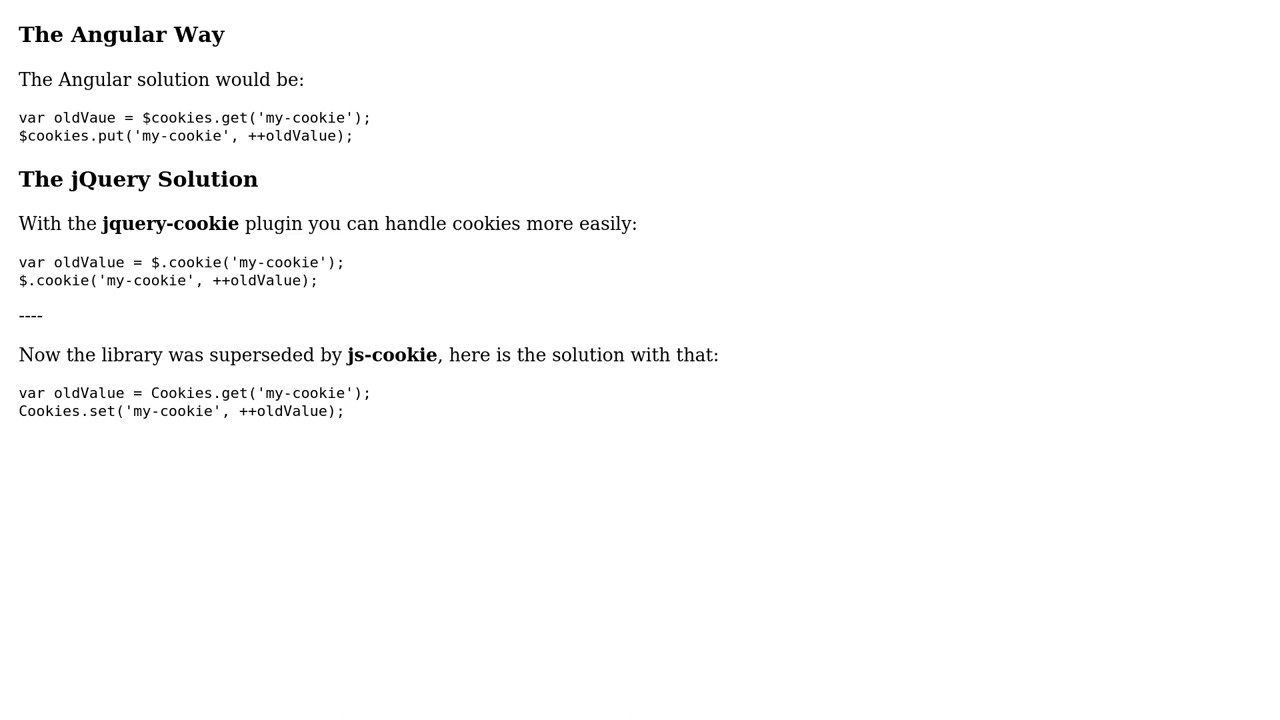 The Angular Way
The Angular solution would be:
var oldVaue = $cookies.get('my-cookie');
$cookies.put('my-cookie', ++oldValue);
The jQuery Solution
With the jquery-cookie plugin you can handle cookies more easily:
var oldValue = $.cookie('my-cookie');
$.cookie('my-cookie', ++oldValue);
----
Now the library was superseded by js-cookie, here is the solution with that:
var oldValue = Cookies.get('my-cookie');
Cookies.set('my-cookie', ++oldValue);